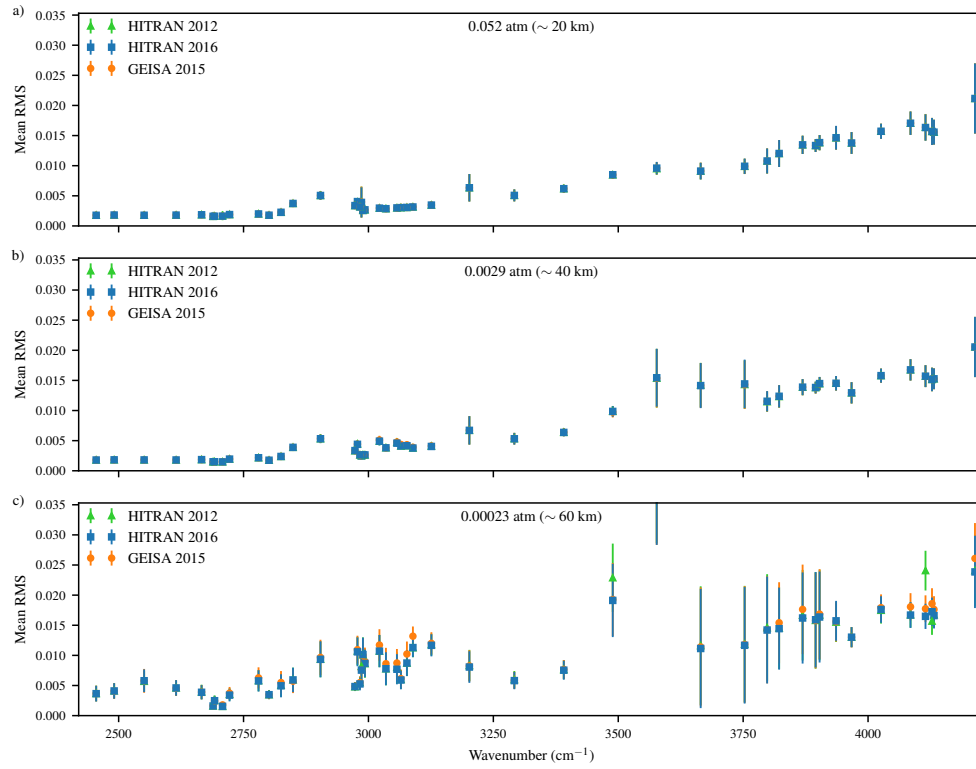 a)
0.052 atm (∼ 20 km)
HITRAN 2012
HITRAN 2016
GEISA 2015
Mean RMS
0.035
0.030
0.025
0.020
0.015
0.010
0.005
0.000
b)
0.0029 atm (∼ 40 km)
HITRAN 2012
HITRAN 2016
GEISA 2015
Mean RMS
0.035
0.030
0.025
0.020
0.015
0.010
0.005
0.000
c)
0.00023 atm (∼ 60 km)
HITRAN 2012
HITRAN 2016
GEISA 2015
Mean RMS
0.035
0.030
0.025
0.020
0.015
0.010
0.005
0.000
2500 2750 3000 3250 3500 3750 4000
Wavenumber (cm⁻¹)